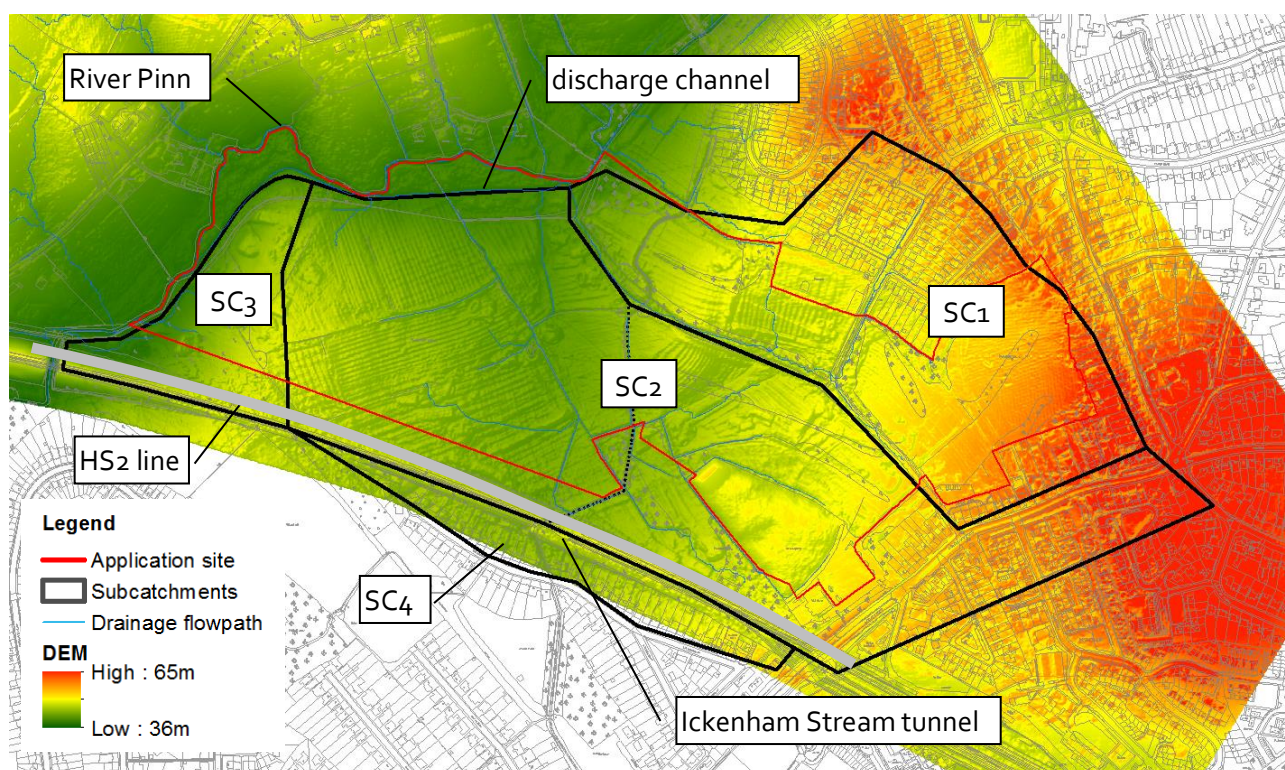 River Pinn
discharge channel
SC3
SC1
SC2
HS2 line
SC4
Ickenham Stream tunnel
Legend
Application site
Subcatchments
Drainage flowpath
DEM
High : 65m
Low : 36m